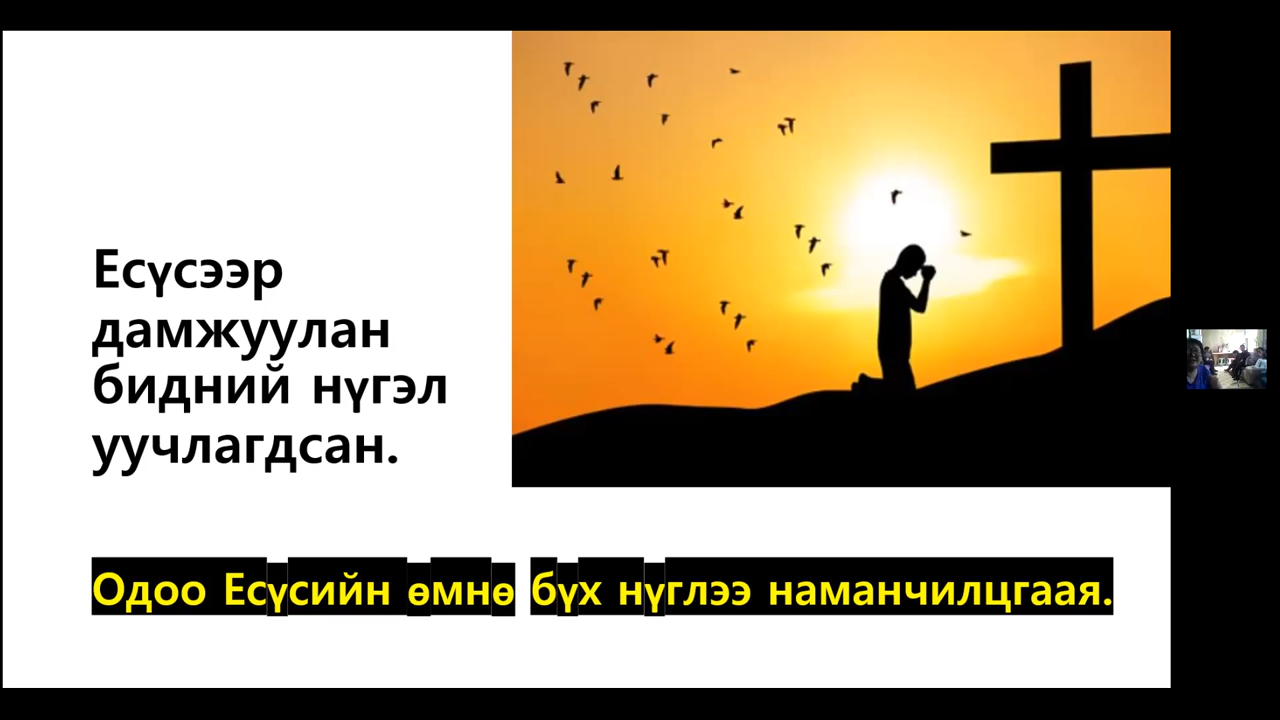 Есүсээр
дамжуулан
бидний нүгэл
уучлагдсан.
Одоо Есүсийн өмнө бүх нүглээ наманчилцгаая.